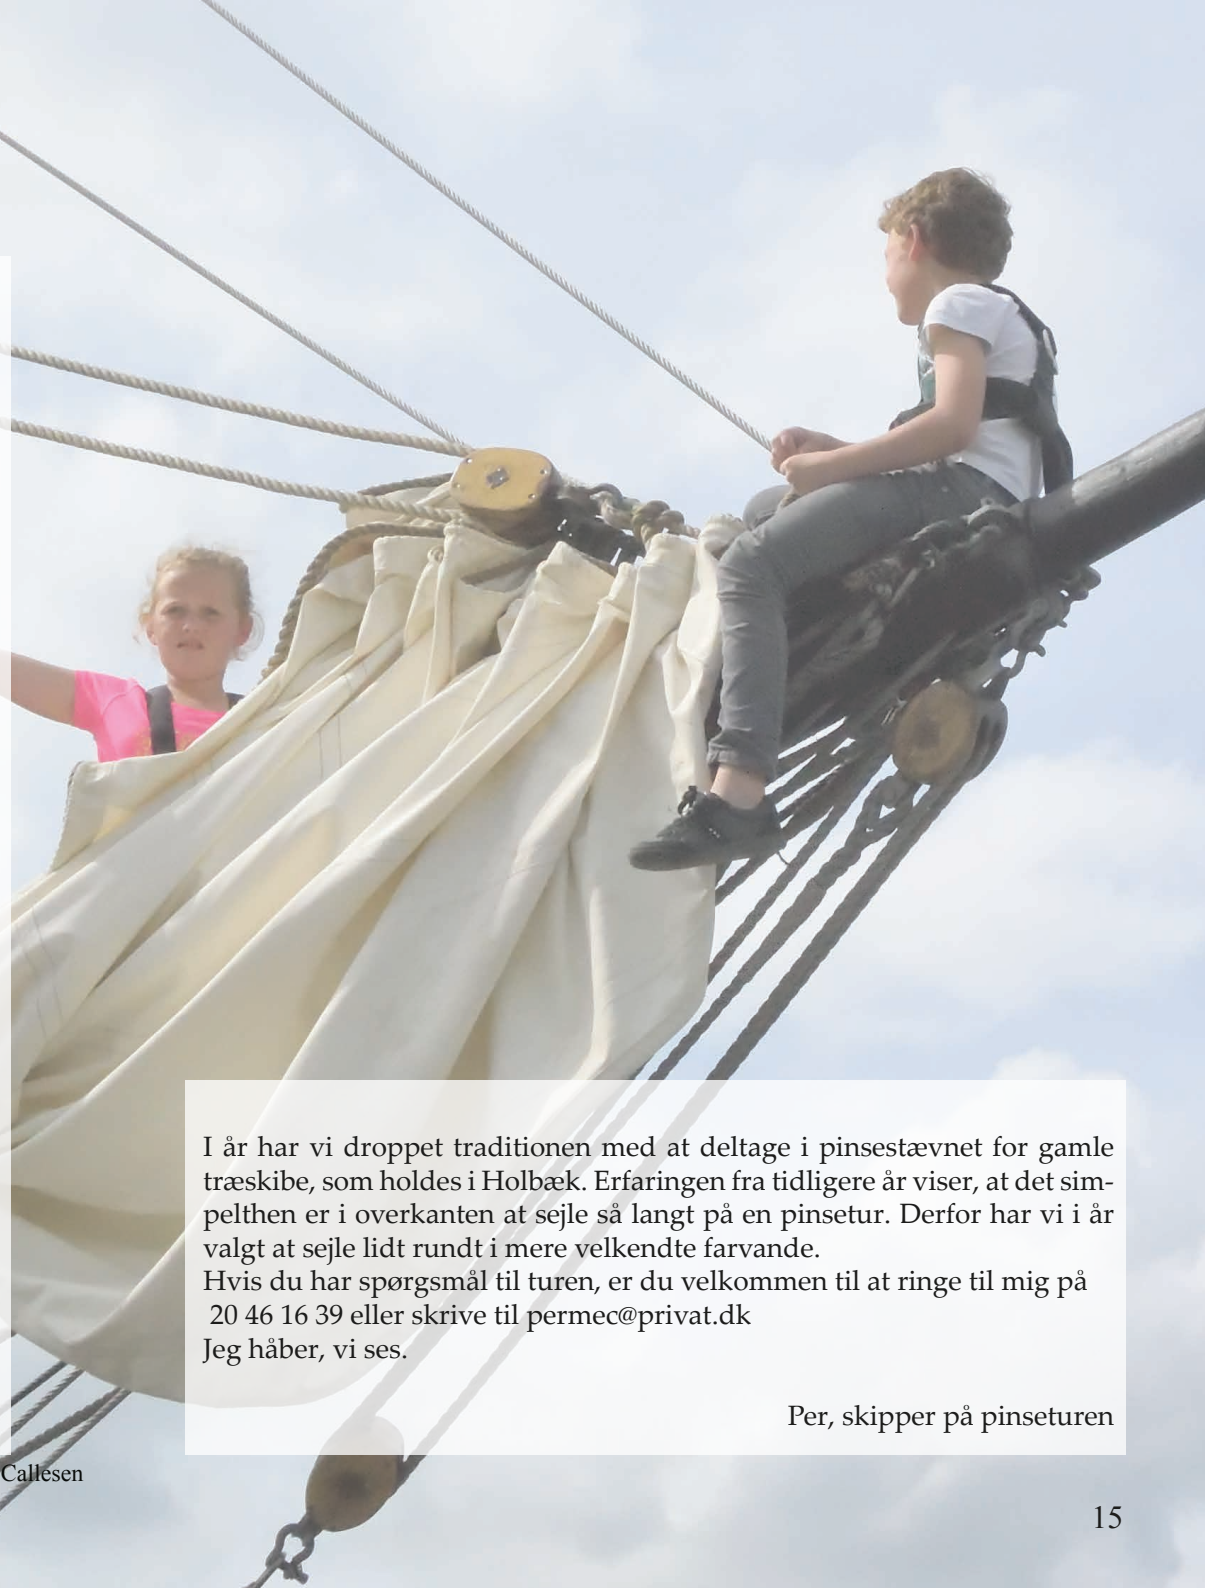 I år har vi droppet traditionen med at deltage i pinsestævnet for gamle
træskibe, som holdes i Holbæk. Erfaringen fra tidligere år viser, at det sim-
pelthen er i overkanten at sejle så langt på en pinsetur. Derfor har vi i år
valgt at sejle lidt rundt i mere velkendte farvande.
Hvis du har spørgsmål til turen, er du velkommen til at ringe til mig på
20 46 16 39 eller skrive til permec@privat.dk
Jeg håber, vi ses.
Per, skipper på pinseturen
Callesen
15